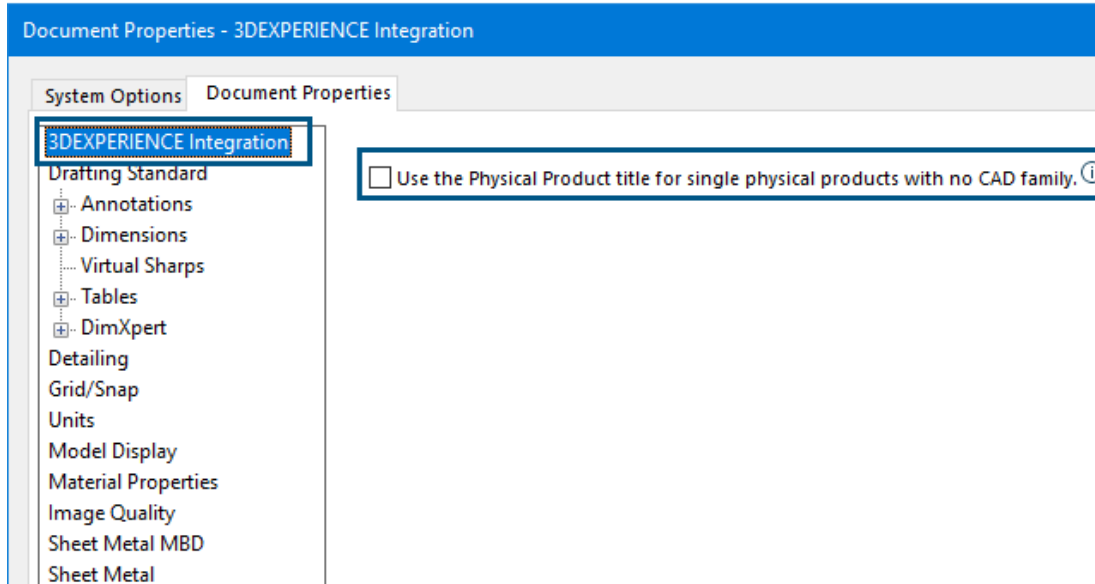 Document Properties - 3DEXPERIENCE Integration
System Options
Document Properties
3DEXPERIENCE Integration
Drafting Standard
Annotations
Dimensions
Virtual Sharps
Tables
DimXpert
Detailing
Grid/Snap
Units
Model Display
Material Properties
Image Quality
Sheet Metal MBD
Sheet Metal
Use the Physical Product title for single physical products with no CAD family.